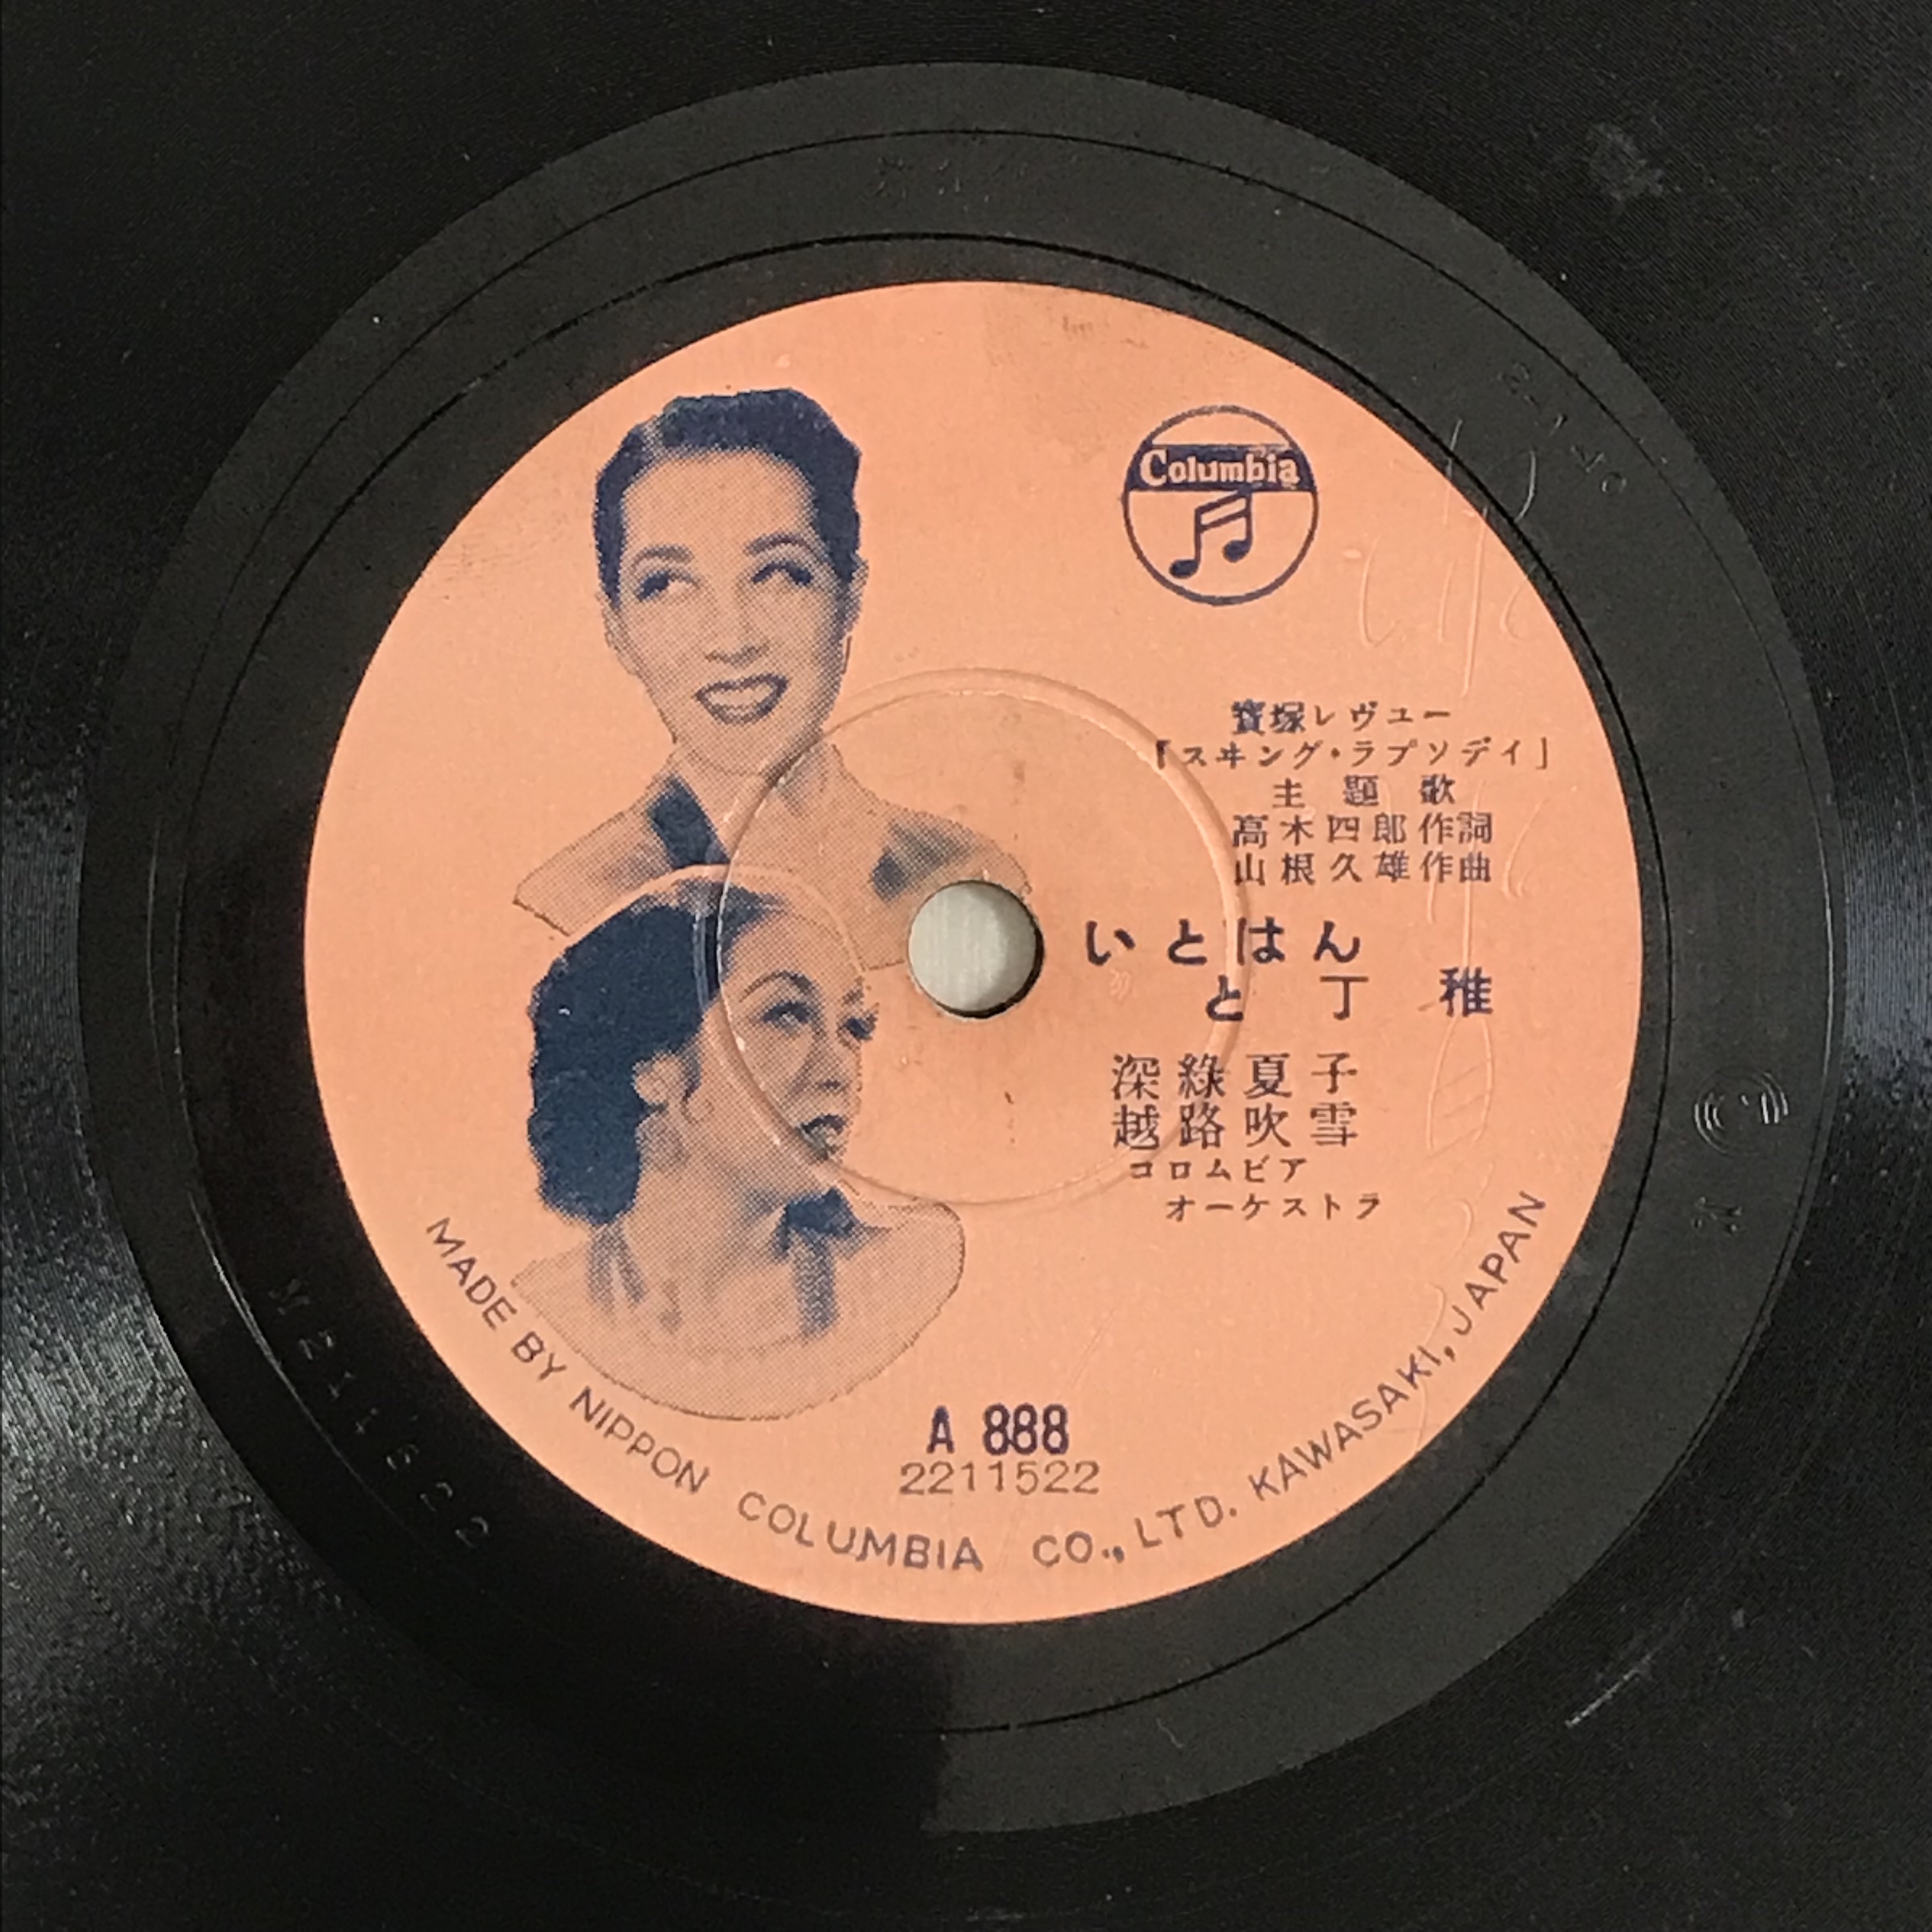 Columbia
寶塚レヴユー
「スヰング・ラプソデイ」
主題歌
高木四郎作詞
山根久雄作曲
いとはん
と丁稚
深綠夏子
越路吹雪
コロムビア
オーケストラ
A 888
2211522
MADE BY NIPPON COLUMBIA CO., LTD. KAWASAKI, JAPAN